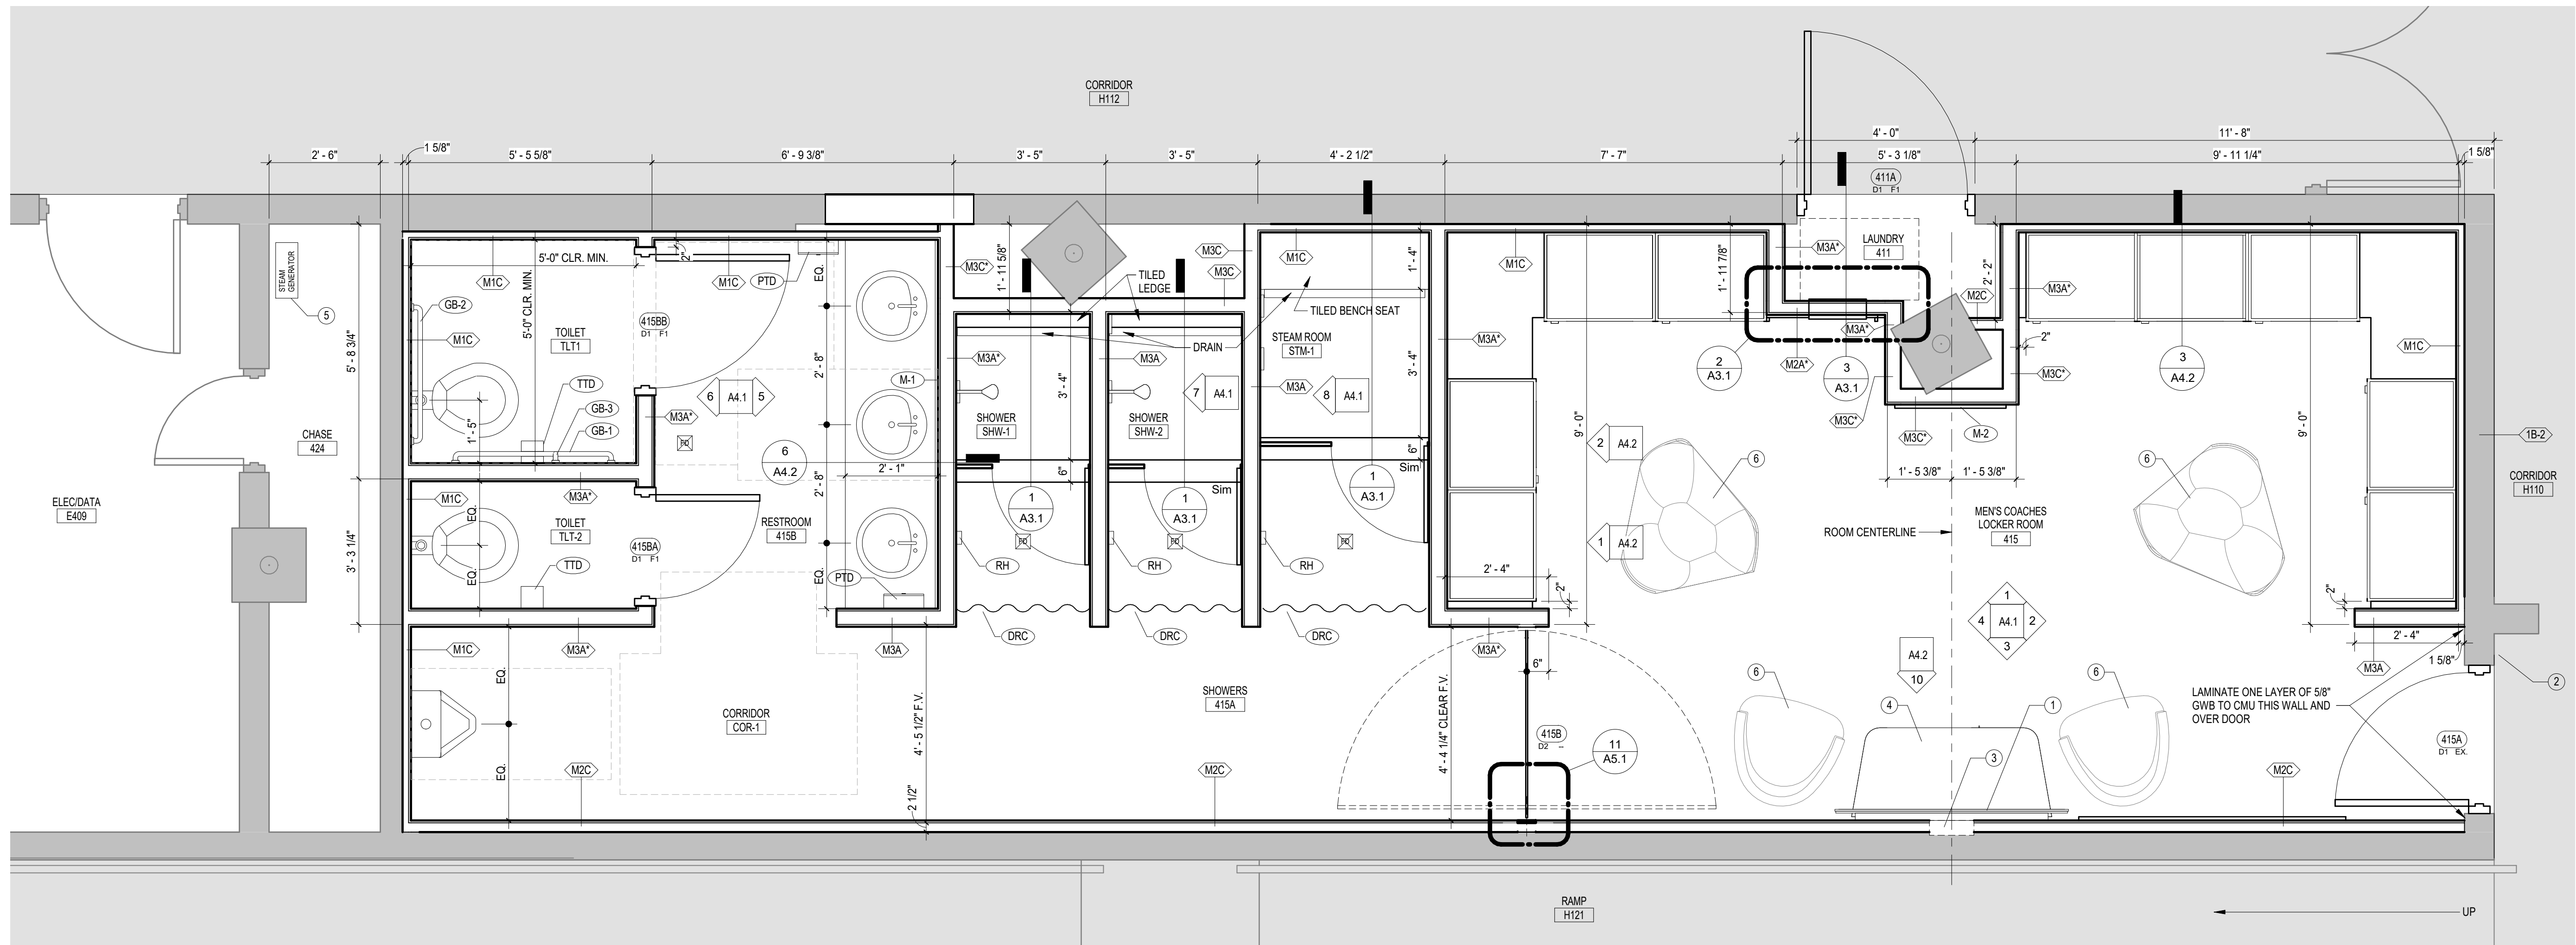 CORRIDOR
H112
4' - 0"
11' - 8"
2' - 6"
1 5/8"
5' - 5 5/8"
6' - 9 3/8"
3' - 5"
3' - 5"
4' - 2 1/2"
7' - 7"
5' - 3 1/8"
9' - 11 1/4"
1 5/8"
411A
D1 F1
STEAM
GENERATOR
5
5'-0" CLR. MIN.
5'-0" CLR. MIN.
M1C
GB-2
M1C
TOILET
TLT1
TTD
GB-3
GB-1
1' - 5"
2"
M1C
PTD
EQ.
415BB
D1 F1
M3A*
FD
6
A4.1
5
M-1
2' - 8"
6
A4.2
2' - 1"
2' - 8"
EQ.
PTD
M3C*
1' - 11 5/8"
TILED
LEDGE
M3C
M3C
M1C
1' - 4"
TILED BENCH SEAT
DRAIN
STEAM ROOM
STM-1
M3A*
M3A
M3A
3' - 4"
3' - 4"
7
A4.1
8
A4.1
SHOWER
SHW-1
SHOWER
SHW-2
6"
6"
Sim
Sim
1
A3.1
1
A3.1
1
A3.1
FD
FD
FD
RH
RH
RH
DRC
DRC
DRC
M1C
M3A*
1' - 11 7/8"
M3A*
LAUNDRY
411
2' - 2"
M2C
M3A*
M3A*
2"
M1C
2
A3.1
M2A*
3
A3.1
3
A4.2
M3C*
M3C*
M3C*
M-2
9' - 0"
9' - 0"
2
A4.2
1
A4.2
6
6
1' - 5 3/8"
1' - 5 3/8"
ROOM CENTERLINE
MEN'S COACHES
LOCKER ROOM
415
1B-2
CORRIDOR
H110
5' - 8 3/4"
3' - 3 1/4"
CHASE
424
ELEC/DATA
E409
M1C
M3A*
EQ.
EQ.
TOILET
TLT-2
TTD
415BA
D1 F1
RESTROOM
415B
M1C
M3A*
M3A
EQ.
EQ.
CORRIDOR
COR-1
M2C
4' - 5 1/2" F.V.
2 1/2"
SHOWERS
415A
M2C
2' - 4"
2"
M3A*
6"
4' - 4 1/4" CLEAR F.V.
415B
D2 –
11
A5.1
1
4
A4.1
2
3
A4.2
10
6
6
4
1
3
2"
2' - 4"
1 5/8"
M3A
LAMINATE ONE LAYER OF 5/8"
GWB TO CMU THIS WALL AND
OVER DOOR
2
415A
D1 EX.
M2C
RAMP
H121
UP